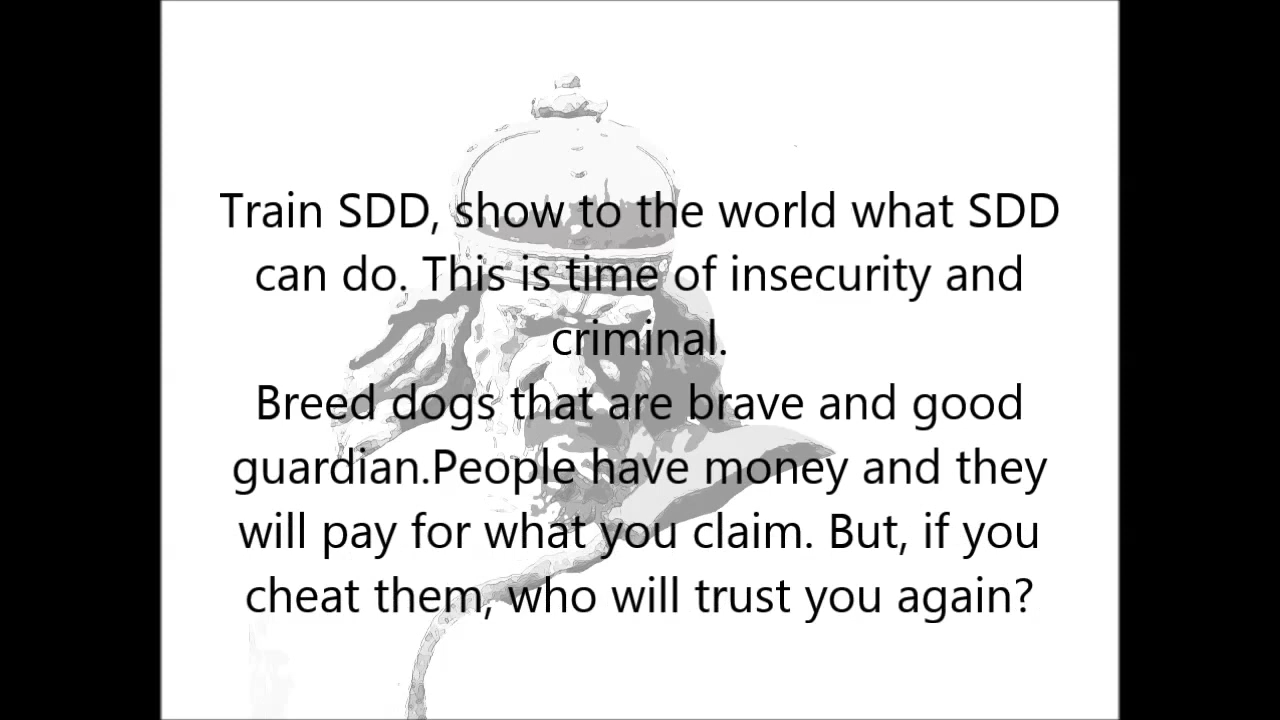 Train SDD, show to the world what SDD
can do. This is time of insecurity and
criminal.
Breed dogs that are brave and good
guardian.People have money and they
will pay for what you claim. But, if you
cheat them, who will trust you again?